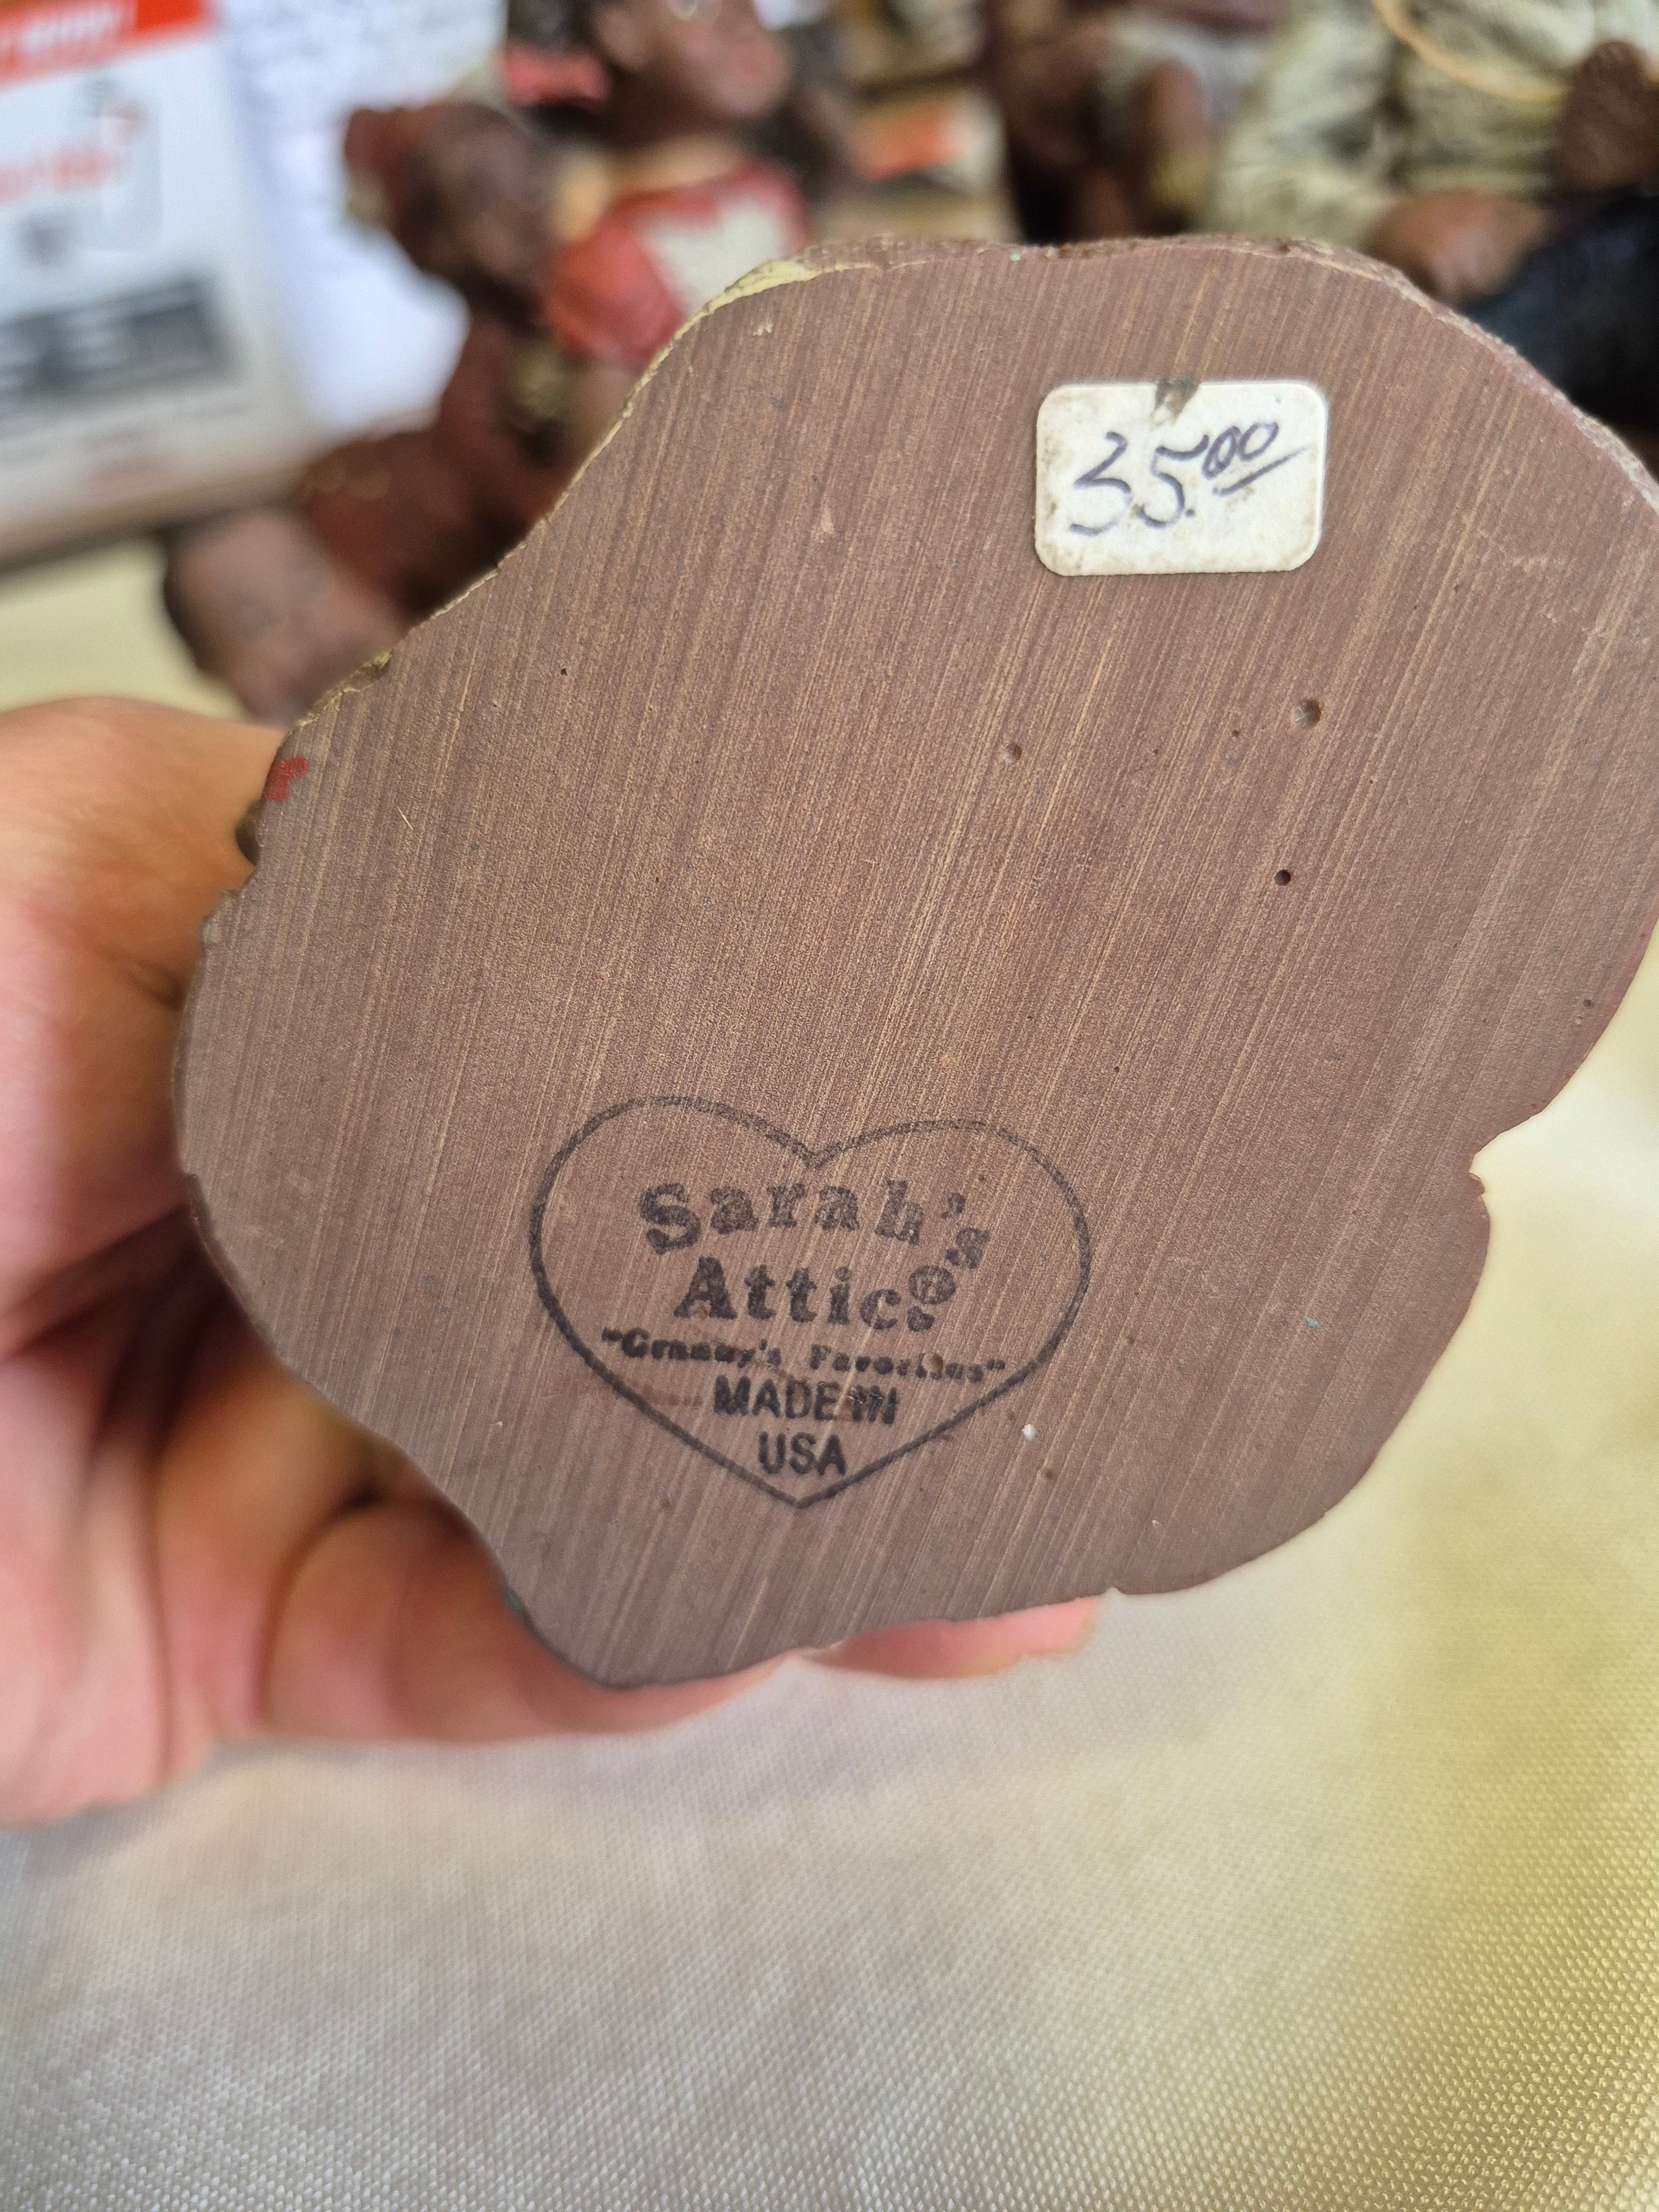 35.00
Sarah's
Attic®
"Granny's Favorites"
MADE IN
USA